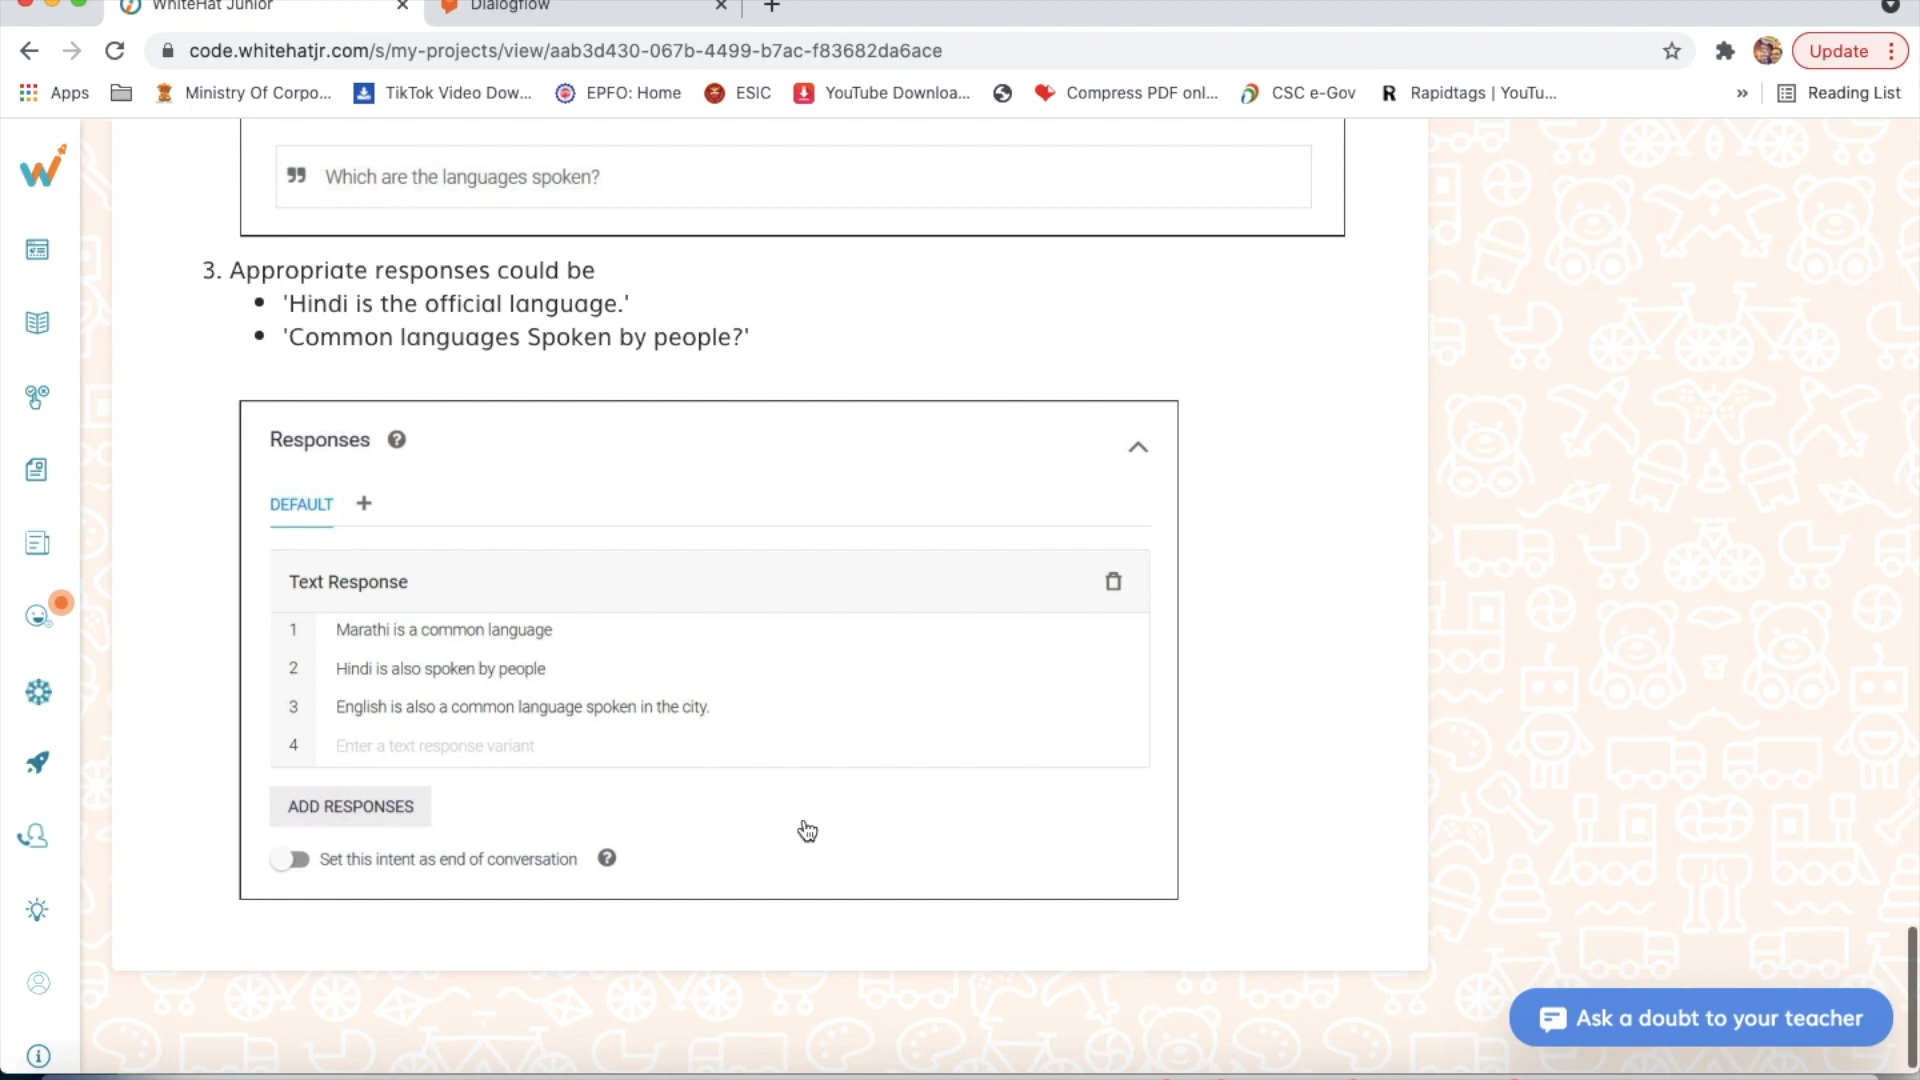 WhiteHat Junior
Dialogflow
code.whitehatjr.com/s/my-projects/view/aab3d430-067b-4499-b7ac-f83682da6ace
Update
Apps
Ministry Of Corpo...
TikTok Video Dow...
EPFO: Home
ESIC
YouTube Downloa...
Compress PDF onl...
CSC e-Gov
R Rapidtags | YouTu...
»
Reading List
Which are the languages spoken?
3. Appropriate responses could be
• 'Hindi is the official language.'
• 'Common languages Spoken by people?'
Responses
DEFAULT +
Text Response
1 Marathi is a common language
2 Hindi is also spoken by people
3 English is also a common language spoken in the city.
4 Enter a text response variant
ADD RESPONSES
Set this intent as end of conversation
Ask a doubt to your teacher